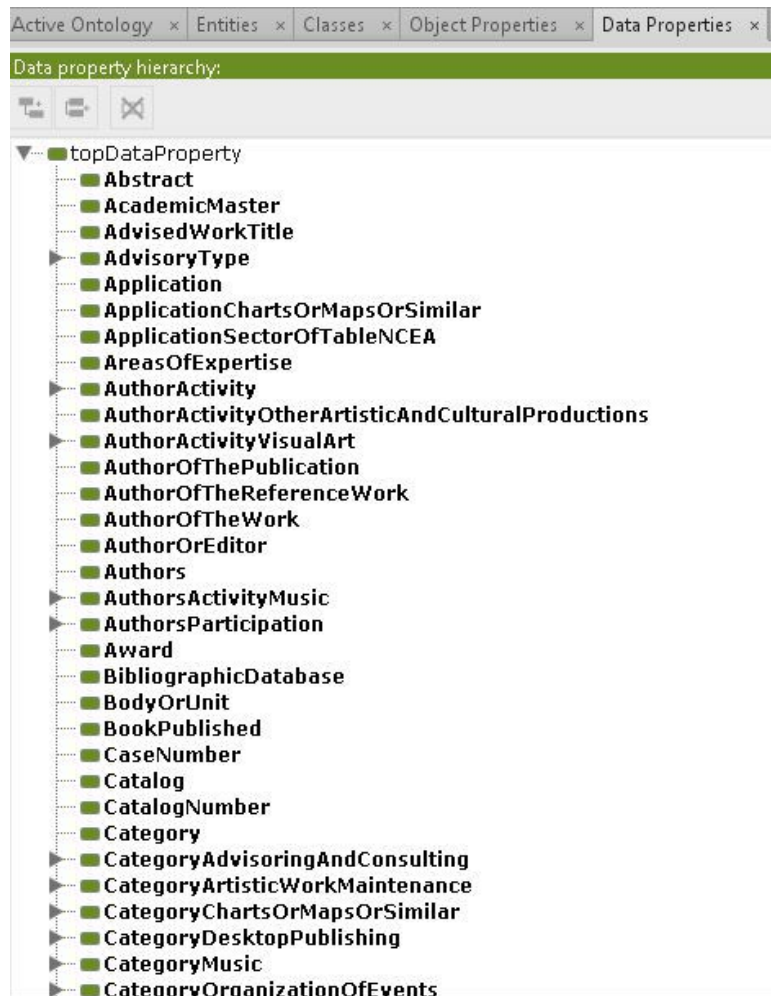 Active Ontology × Entities × Classes × Object Properties × Data Properties ×
Data property hierarchy:
topDataProperty
Abstract
AcademicMaster
AdvisedWorkTitle
AdvisoryType
Application
ApplicationChartsOrMapsOrSimilar
ApplicationSectorOfTableNCEA
AreasOfExpertise
AuthorActivity
AuthorActivityOtherArtisticAndCulturalProductions
AuthorActivityVisualArt
AuthorOfThePublication
AuthorOfTheReferenceWork
AuthorOfTheWork
AuthorOrEditor
Authors
AuthorsActivityMusic
AuthorsParticipation
Award
BibliographicDatabase
BodyOrUnit
BookPublished
CaseNumber
Catalog
CatalogNumber
Category
CategoryAdvisoringAndConsulting
CategoryArtisticWorkMaintenance
CategoryChartsOrMapsOrSimilar
CategoryDesktopPublishing
CategoryMusic
CategoryOrganizationOfEvents